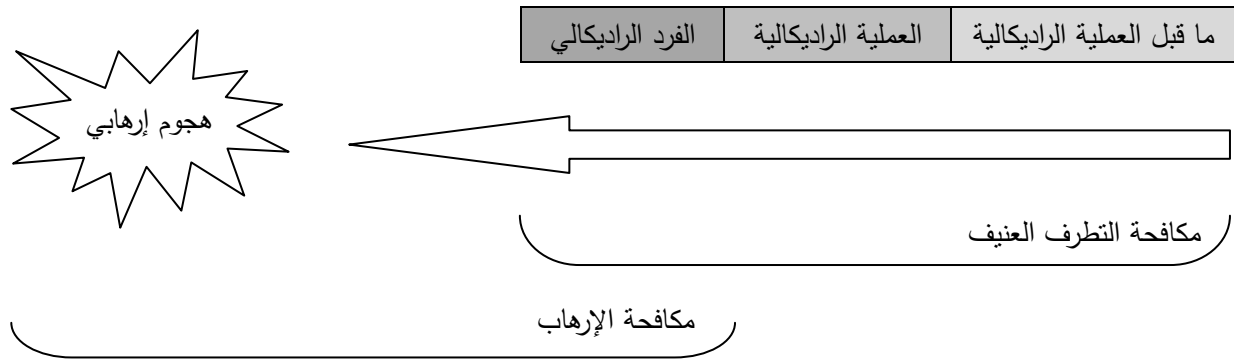 ما قبل العملية الراديكالية
العملية الراديكالية
الفرد الراديكالي
هجوم إرهابي
مكافحة التطرف العنيف
مكافحة الإرهاب